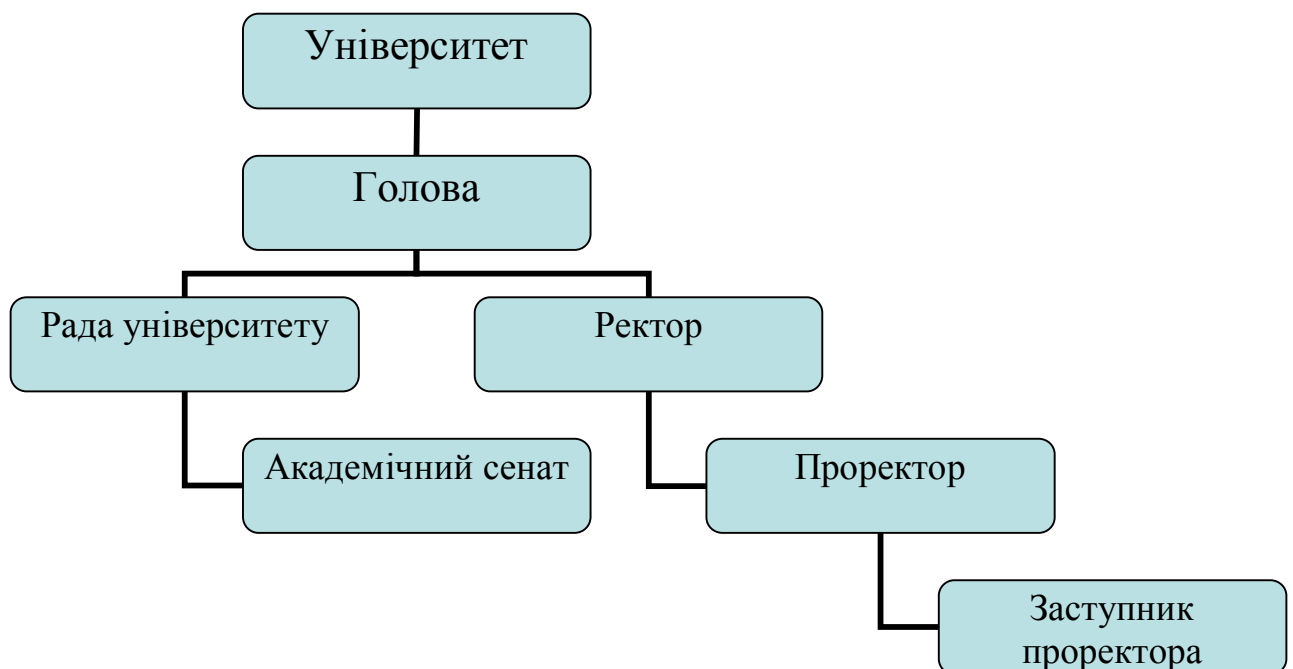 Університет
Голова
Рада університету
Ректор
Академічний сенат
Проректор
Заступник
проректора